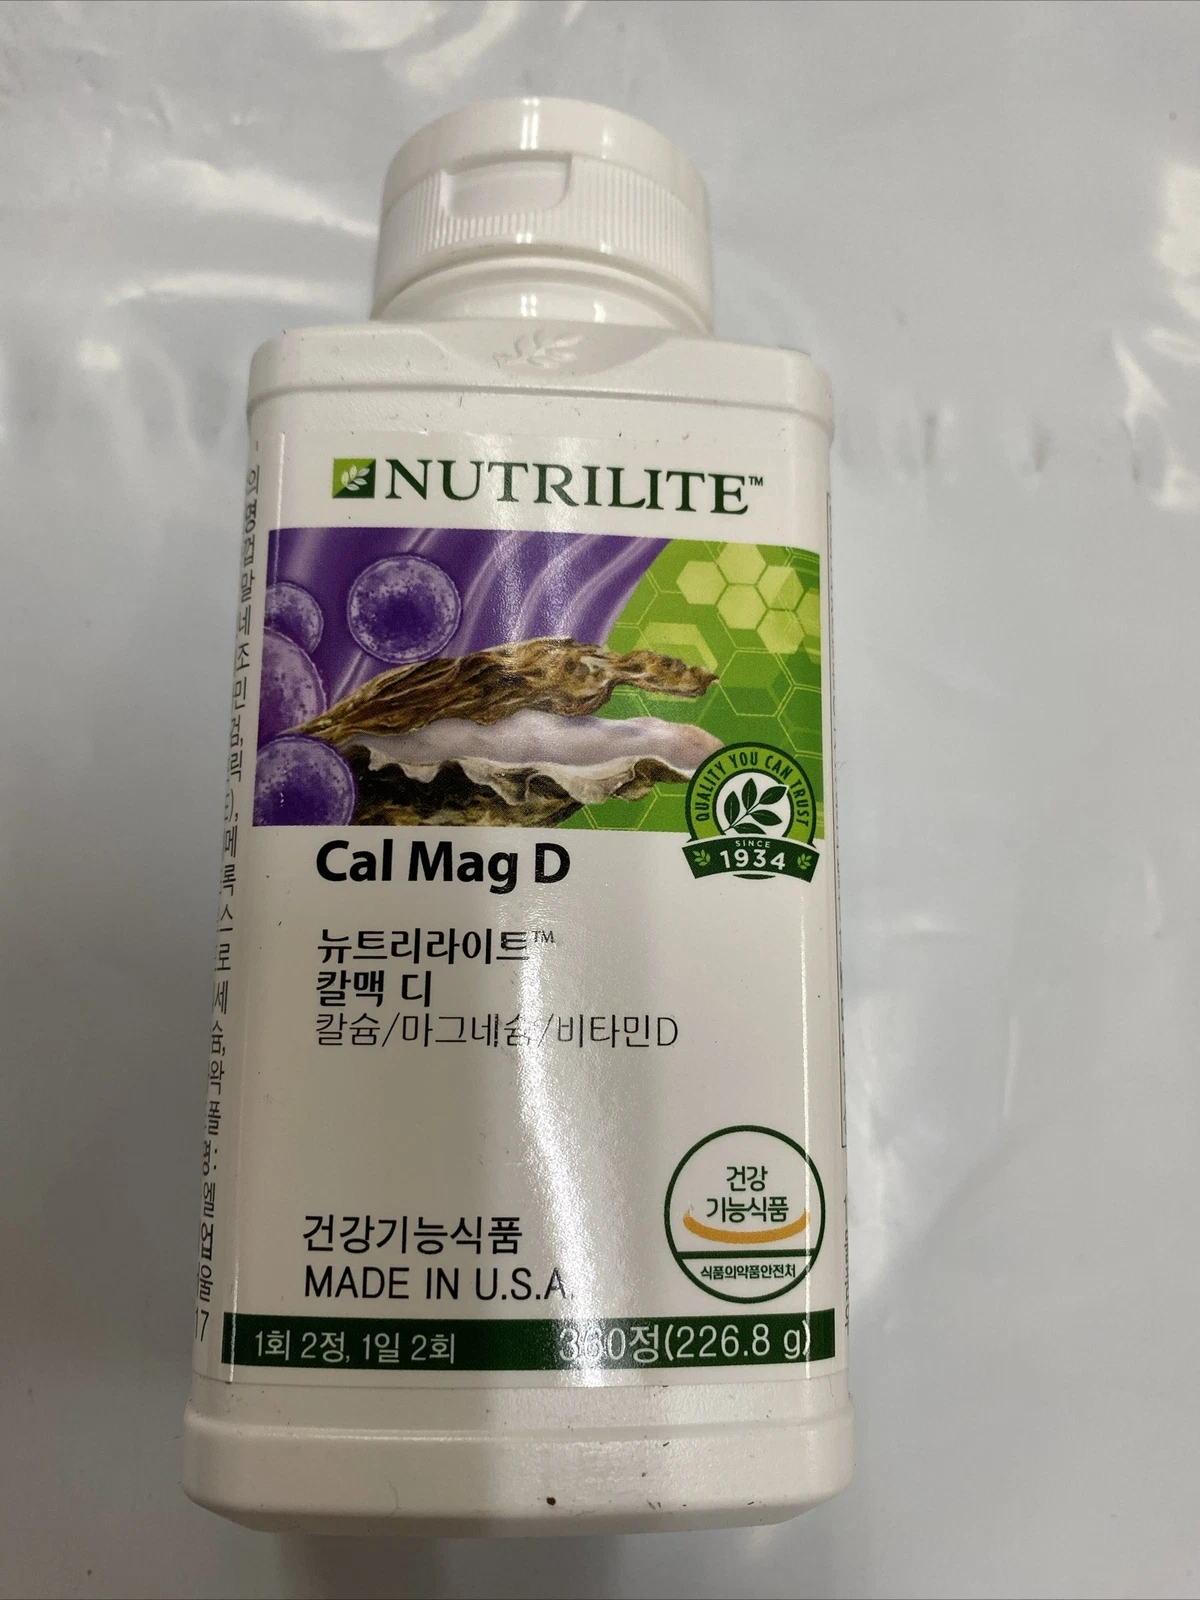 NUTRILITE™
QUALITY YOU CAN TRUST
SINCE
1934
Cal Mag D
뉴트리라이트™
칼맥 디
칼슘/마그네슘/비타민D
건강
기능식품
식품의약품안전처
건강기능식품
MADE IN U.S.A.
1회 2정, 1일 2회 360정(226.8 g)